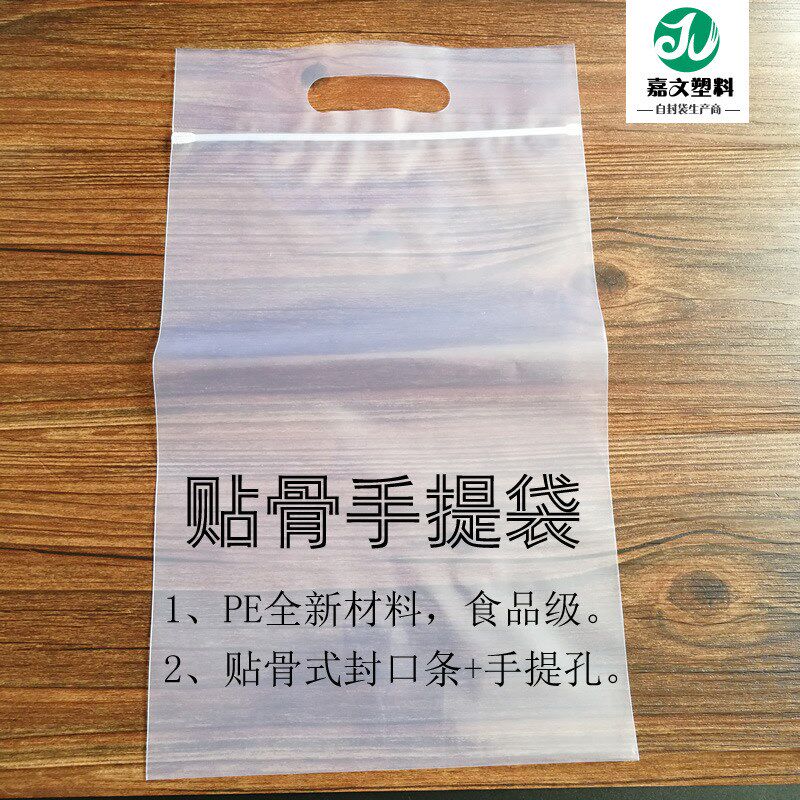 嘉文塑料
自封袋生产商
贴骨手提袋
1、PE全新材料，食品级。
2、贴骨式封口条+手提孔。